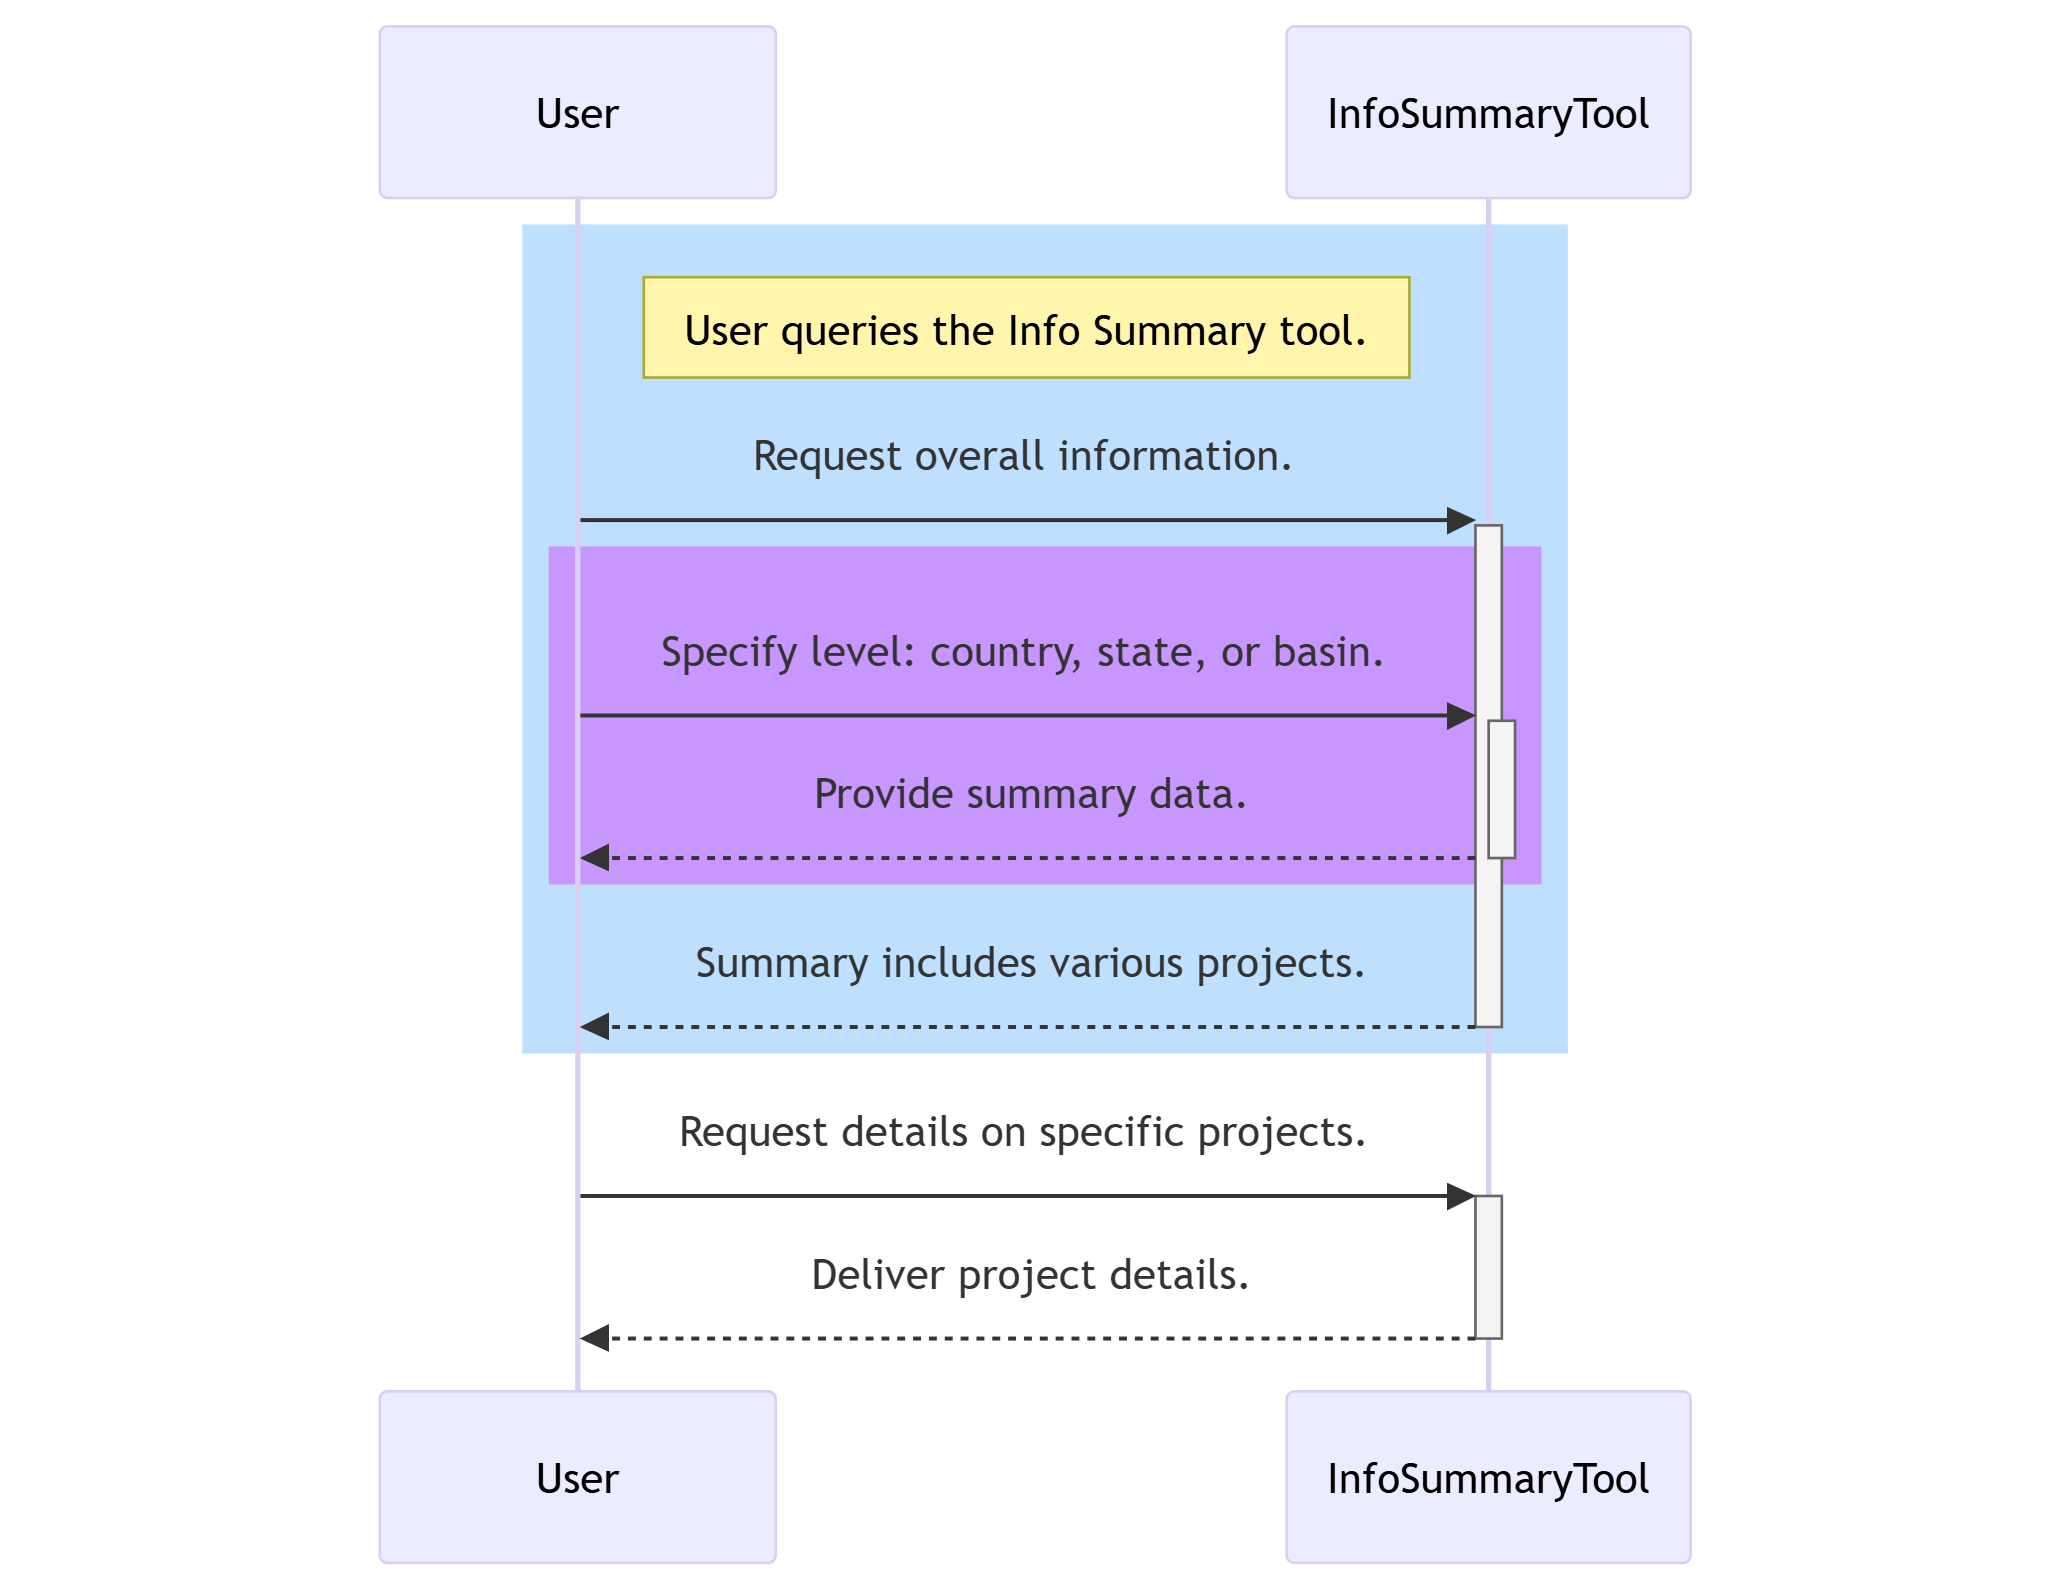 User
InfoSummaryTool
User queries the Info Summary tool.
Request overall information.
Specify level: country, state, or basin.
Provide summary data.
Summary includes various projects.
Request details on specific projects.
Deliver project details.
User
InfoSummaryTool